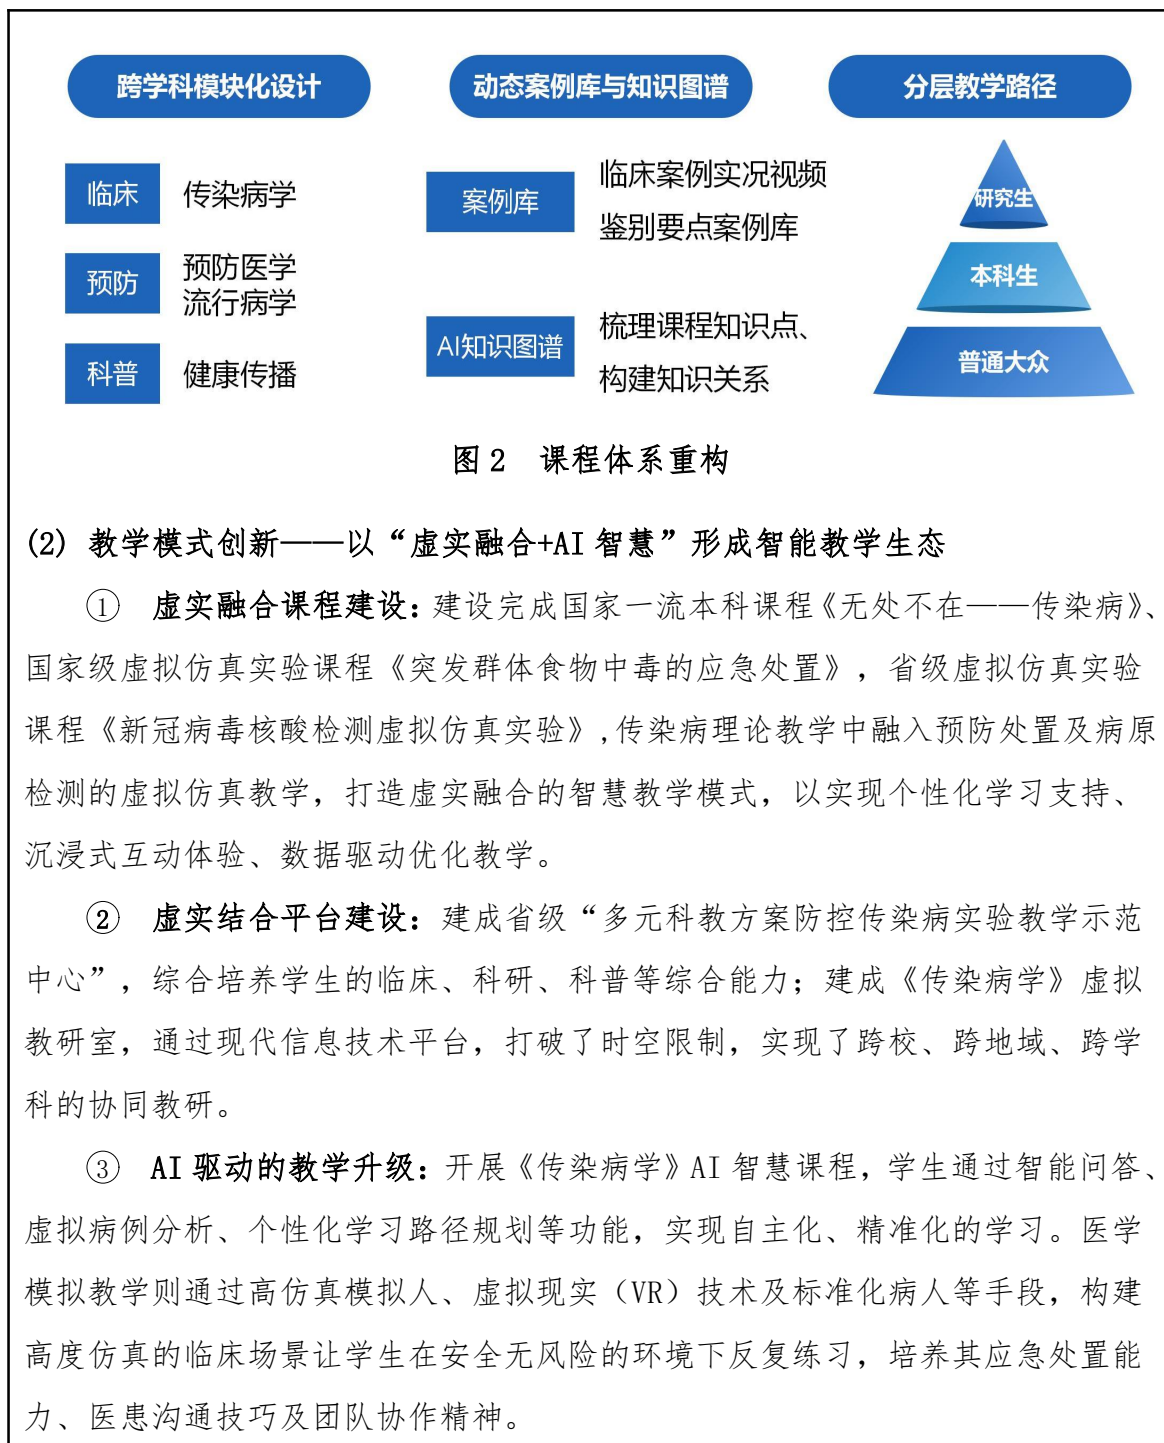 跨学科模块化设计
临床
传染病学
预防
预防医学
流行病学
科普
健康传播
动态案例库与知识图谱
案例库
临床案例实况视频
鉴别要点案例库
AI知识图谱
梳理课程知识点、
构建知识关系
分层教学路径
研究生
本科生
普通大众
图 2 课程体系重构
(2) 教学模式创新——以“虚实融合+AI 智慧”形成智能教学生态
① 虚实融合课程建设：建设完成国家一流本科课程《无处不在——传染病》、
国家级虚拟仿真实验课程《突发群体食物中毒的应急处置》，省级虚拟仿真实验
课程《新冠病毒核酸检测虚拟仿真实验》,传染病理论教学中融入预防处置及病原
检测的虚拟仿真教学，打造虚实融合的智慧教学模式，以实现个性化学习支持、
沉浸式互动体验、数据驱动优化教学。
② 虚实结合平台建设：建成省级“多元科教方案防控传染病实验教学示范
中心”，综合培养学生的临床、科研、科普等综合能力；建成《传染病学》虚拟
教研室，通过现代信息技术平台，打破了时空限制，实现了跨校、跨地域、跨学
科的协同教研。
③ AI 驱动的教学升级：开展《传染病学》AI 智慧课程，学生通过智能问答、
虚拟病例分析、个性化学习路径规划等功能，实现自主化、精准化的学习。医学
模拟教学则通过高仿真模拟人、虚拟现实（VR）技术及标准化病人等手段，构建
高度仿真的临床场景让学生在安全无风险的环境下反复练习，培养其应急处置能
力、医患沟通技巧及团队协作精神。